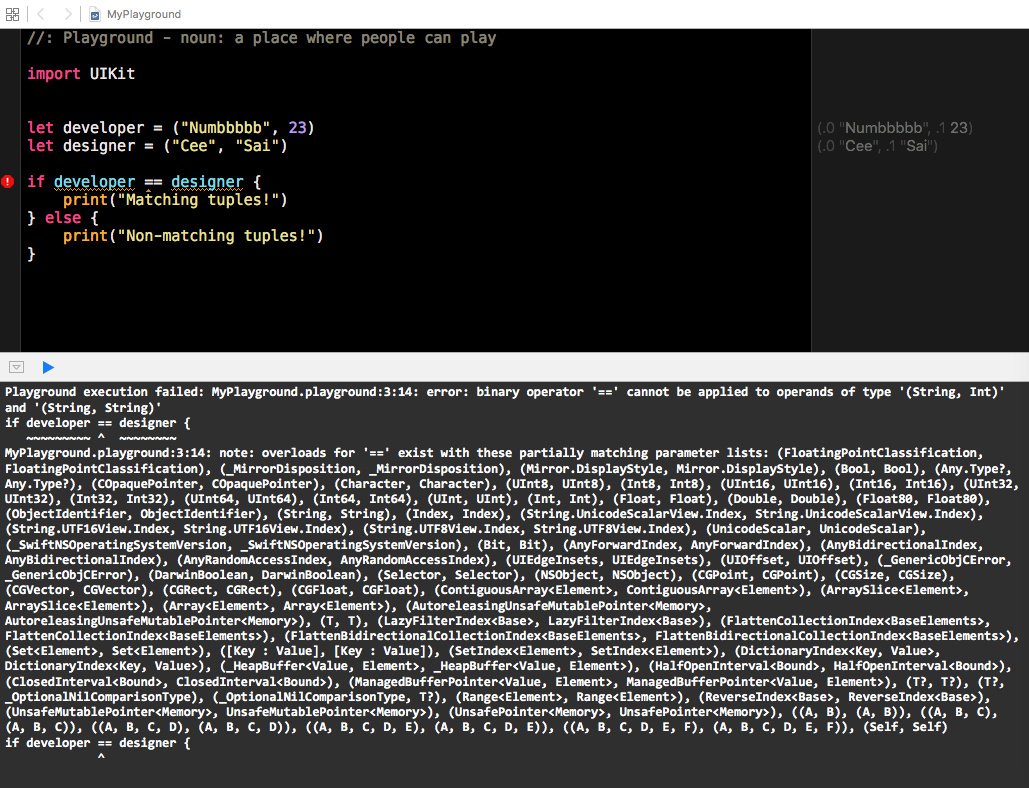 MyPlayground
//: Playground - noun: a place where people can play
import UIKit
let developer = ("Numbbbbb", 23)
(.0 "Numbbbbb", .1 23)
let designer = ("Cee", "Sai")
(.0 "Cee", .1 "Sai")
if developer == designer {
print("Matching tuples!")
} else {
print("Non-matching tuples!")
}
Playground execution failed: MyPlayground.playground:3:14: error: binary operator '==' cannot be applied to operands of type '(String, Int)'
and '(String, String)'
if developer == designer {
~~~~~~~~~ ^  ~~~~~~~~
MyPlayground.playground:3:14: note: overloads for '==' exist with these partially matching parameter lists: (FloatingPointClassification,
FloatingPointClassification), (_MirrorDisposition, _MirrorDisposition), (Mirror.DisplayStyle, Mirror.DisplayStyle), (Bool, Bool), (Any.Type?,
Any.Type?), (COpaquePointer, COpaquePointer), (Character, Character), (UInt8, UInt8), (Int8, Int8), (UInt16, UInt16), (Int16, Int16), (UInt32,
UInt32), (Int32, Int32), (UInt64, UInt64), (Int64, Int64), (UInt, UInt), (Int, Int), (Float, Float), (Double, Double), (Float80, Float80),
(ObjectIdentifier, ObjectIdentifier), (String, String), (Index, Index), (String.UnicodeScalarView.Index, String.UnicodeScalarView.Index),
(String.UTF16View.Index, String.UTF16View.Index), (String.UTF8View.Index, String.UTF8View.Index), (UnicodeScalar, UnicodeScalar),
(_SwiftNSOperatingSystemVersion, _SwiftNSOperatingSystemVersion), (Bit, Bit), (AnyForwardIndex, AnyForwardIndex), (AnyBidirectionalIndex,
AnyBidirectionalIndex), (AnyRandomAccessIndex, AnyRandomAccessIndex), (UIEdgeInsets, UIEdgeInsets), (UIOffset, UIOffset), (_GenericObjCError,
_GenericObjCError), (DarwinBoolean, DarwinBoolean), (Selector, Selector), (NSObject, NSObject), (CGPoint, CGPoint), (CGSize, CGSize),
(CGVector, CGVector), (CGRect, CGRect), (CGFloat, CGFloat), (ContiguousArray<Element>, ContiguousArray<Element>), (ArraySlice<Element>,
ArraySlice<Element>), (Array<Element>, Array<Element>), (AutoreleasingUnsafeMutablePointer<Memory>,
AutoreleasingUnsafeMutablePointer<Memory>), (T, T), (LazyFilterIndex<Base>, LazyFilterIndex<Base>), (FlattenCollectionIndex<BaseElements>,
FlattenCollectionIndex<BaseElements>), (FlattenBidirectionalCollectionIndex<BaseElements>, FlattenBidirectionalCollectionIndex<BaseElements>),
(Set<Element>, Set<Element>), ([Key : Value], [Key : Value]), (SetIndex<Element>, SetIndex<Element>), (DictionaryIndex<Key, Value>,
DictionaryIndex<Key, Value>), (_HeapBuffer<Value, Element>, _HeapBuffer<Value, Element>), (HalfOpenInterval<Bound>, HalfOpenInterval<Bound>),
(ClosedInterval<Bound>, ClosedInterval<Bound>), (ManagedBufferPointer<Value, Element>, ManagedBufferPointer<Value, Element>), (T?, T?), (T?,
_OptionalNilComparisonType), (_OptionalNilComparisonType, T?), (Range<Element>, Range<Element>), (ReverseIndex<Base>, ReverseIndex<Base>),
(UnsafeMutablePointer<Memory>, UnsafeMutablePointer<Memory>), (UnsafePointer<Memory>, UnsafePointer<Memory>), ((A, B), (A, B)), ((A, B, C),
(A, B, C)), ((A, B, C, D), (A, B, C, D)), ((A, B, C, D, E), (A, B, C, D, E)), ((A, B, C, D, E, F), (A, B, C, D, E, F)), (Self, Self)
if developer == designer {
^